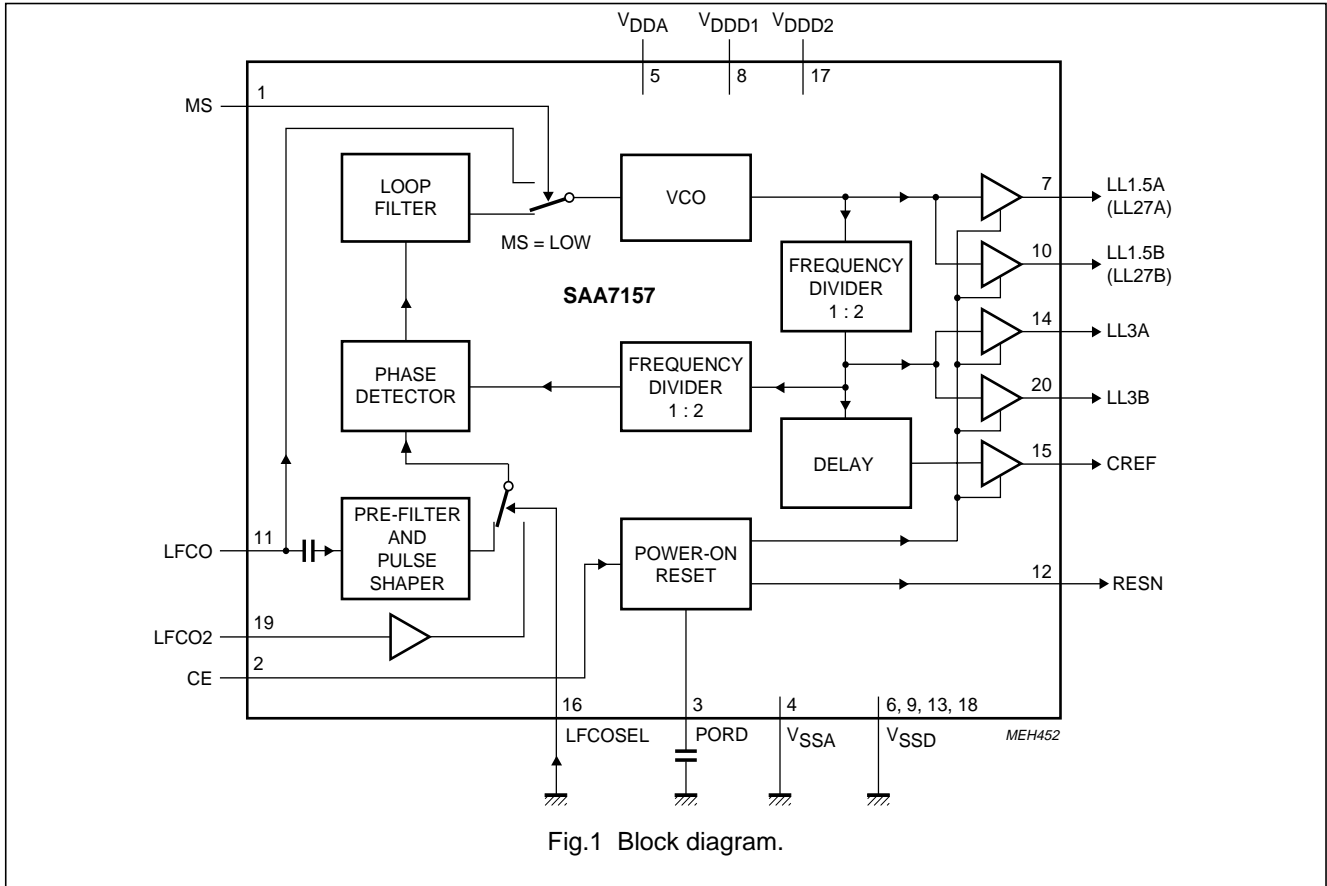 VDDA VDDD1 VDDD2
5 8 17
MS 1
LOOP
FILTER
MS = LOW
VCO
7 LL1.5A
(LL27A)
10 LL1.5B
(LL27B)
FREQUENCY
DIVIDER
1 : 2
SAA7157
14 LL3A
PHASE
DETECTOR
FREQUENCY
DIVIDER
1 : 2
20 LL3B
DELAY
15 CREF
LFCO 11
PRE-FILTER
AND
PULSE
SHAPER
POWER-ON
RESET
12 RESN
LFCO2 19
CE 2
16 3 4 6, 9, 13, 18
LFCOSEL PORD VSSA VSSD MEH452
Fig.1 Block diagram.